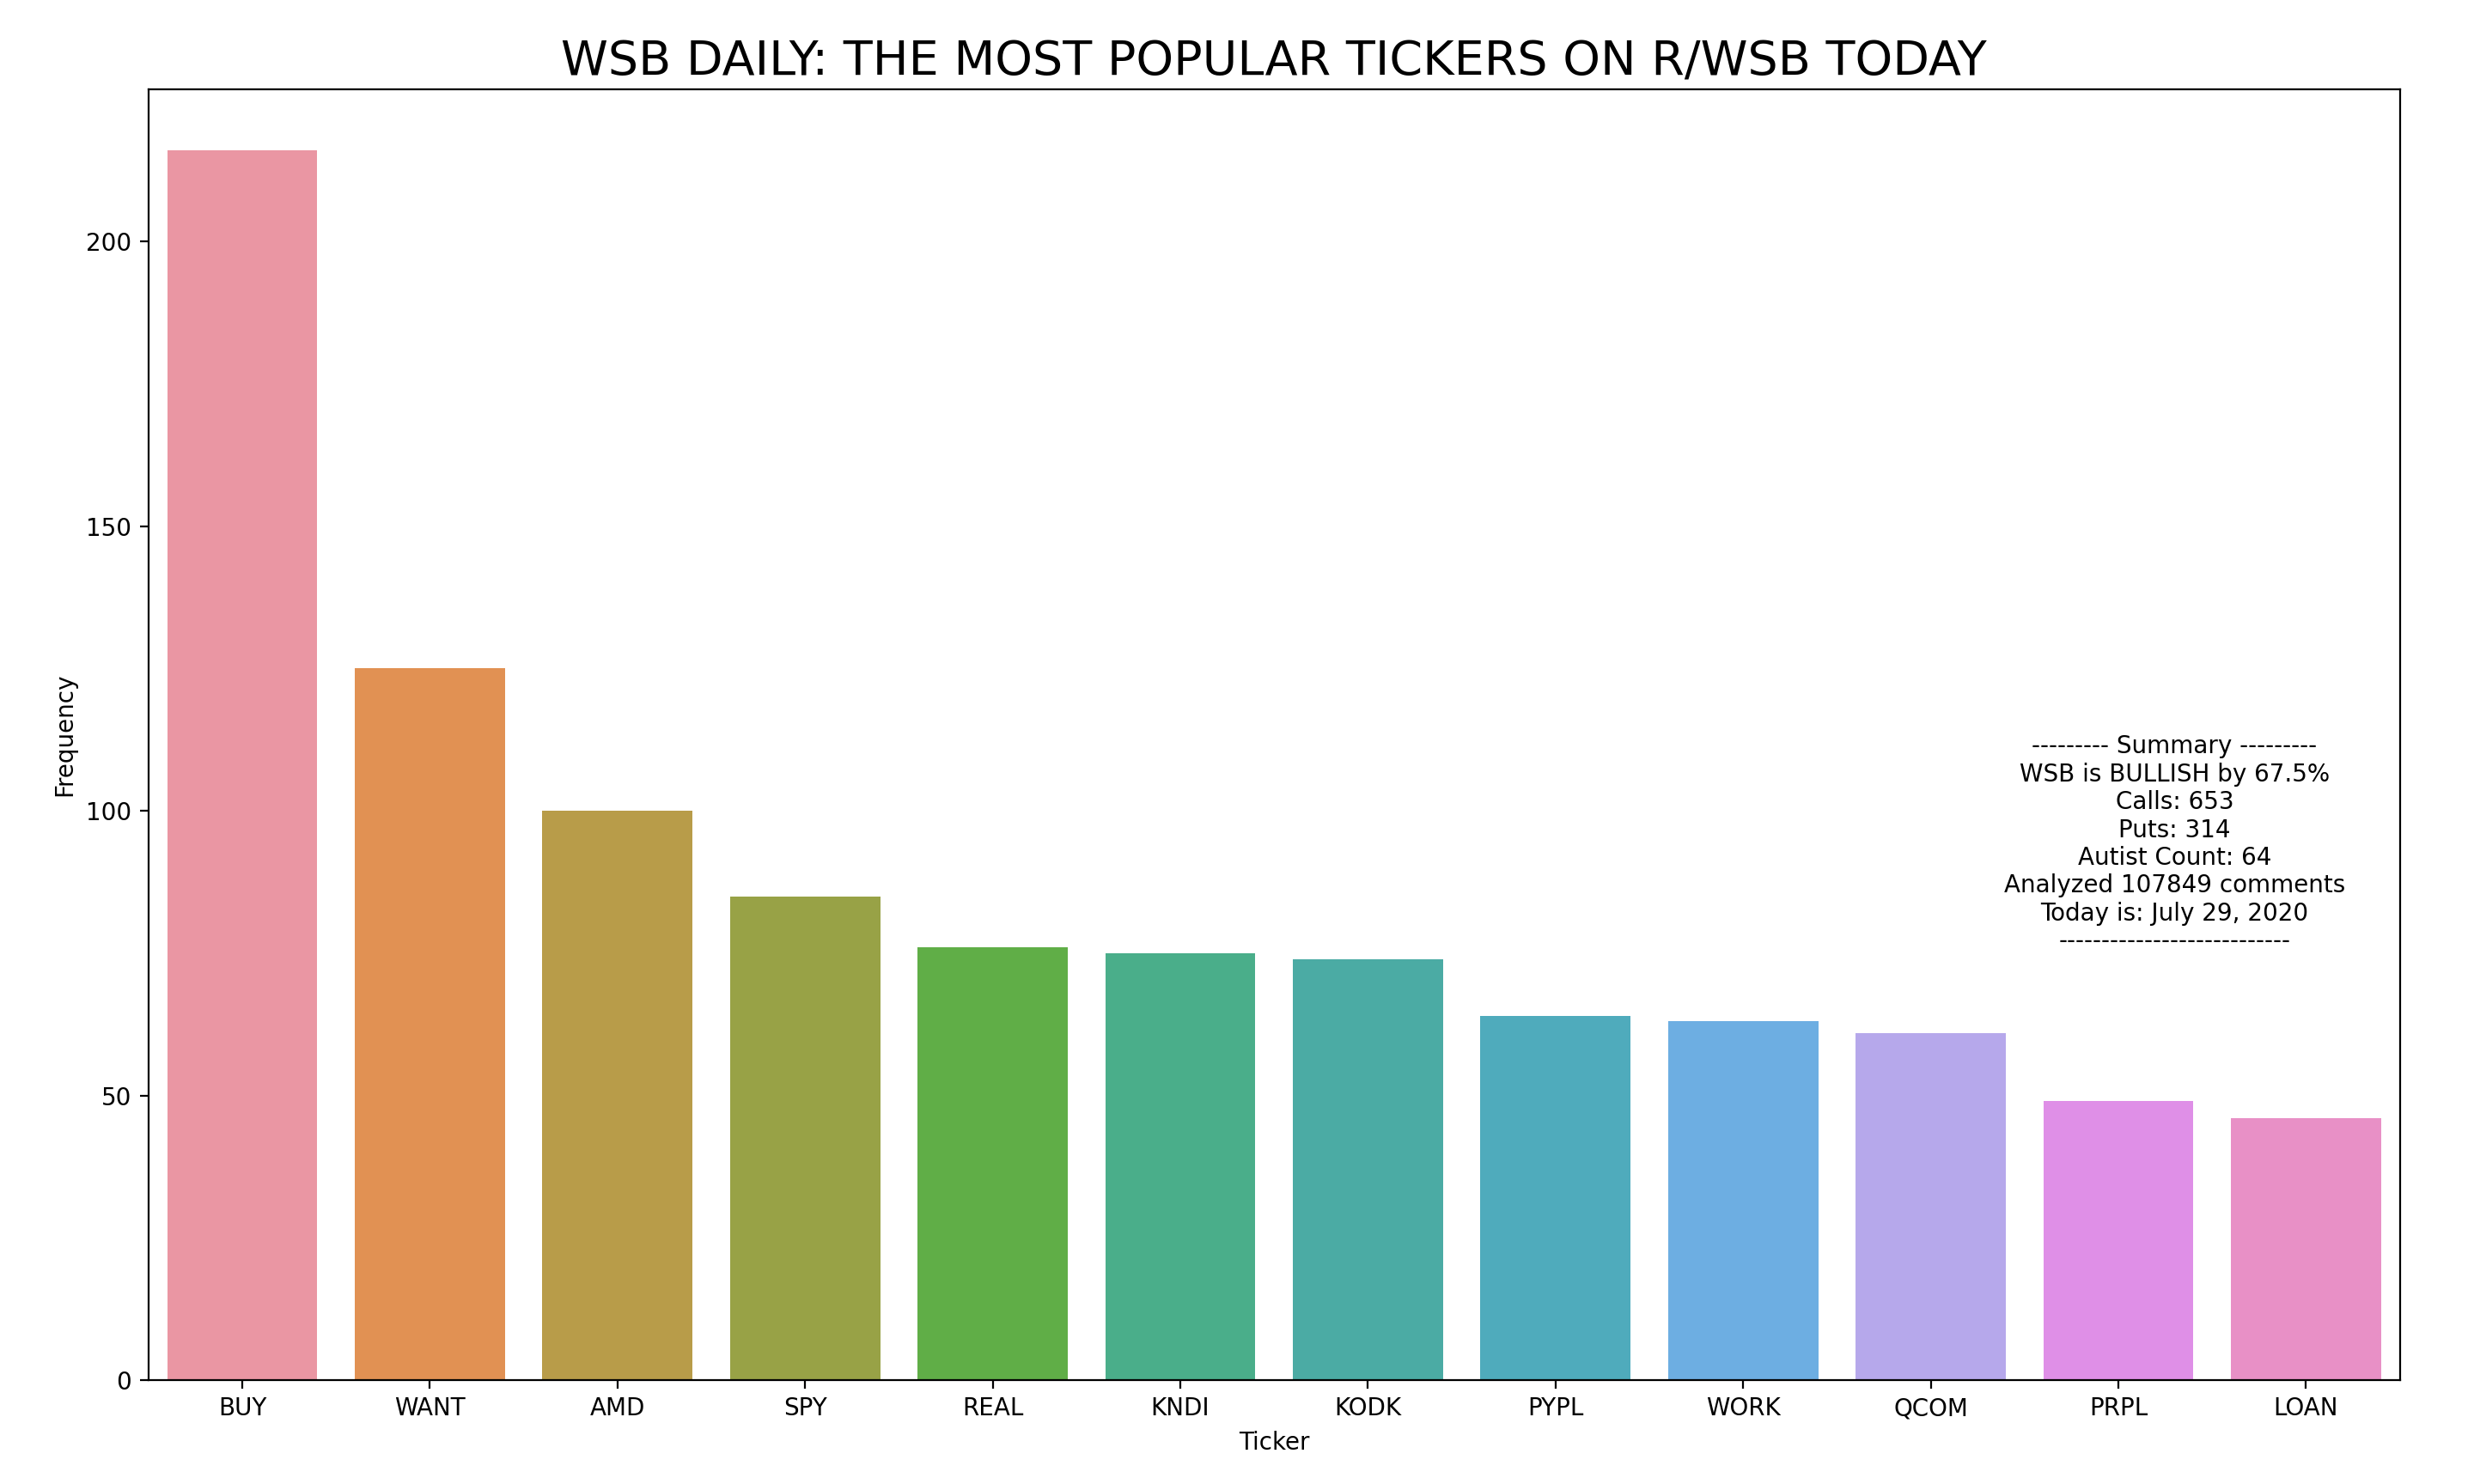 WSB DAILY: THE MOST POPULAR TICKERS ON R/WSB TODAY
200
150
100
50
0
Frequency
--------- Summary ---------
WSB is BULLISH by 67.5%
Calls: 653
Puts: 314
Autist Count: 64
Analyzed 107849 comments
Today is: July 29, 2020
---------------------------
BUY WANT AMD SPY REAL KNDI KODK PYPL WORK QCOM PRPL LOAN
Ticker